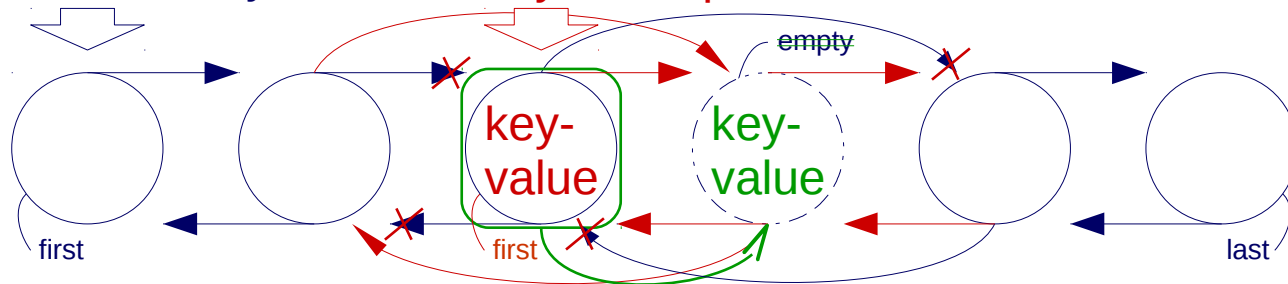 empty
key-
value
key-
value
first
first
last